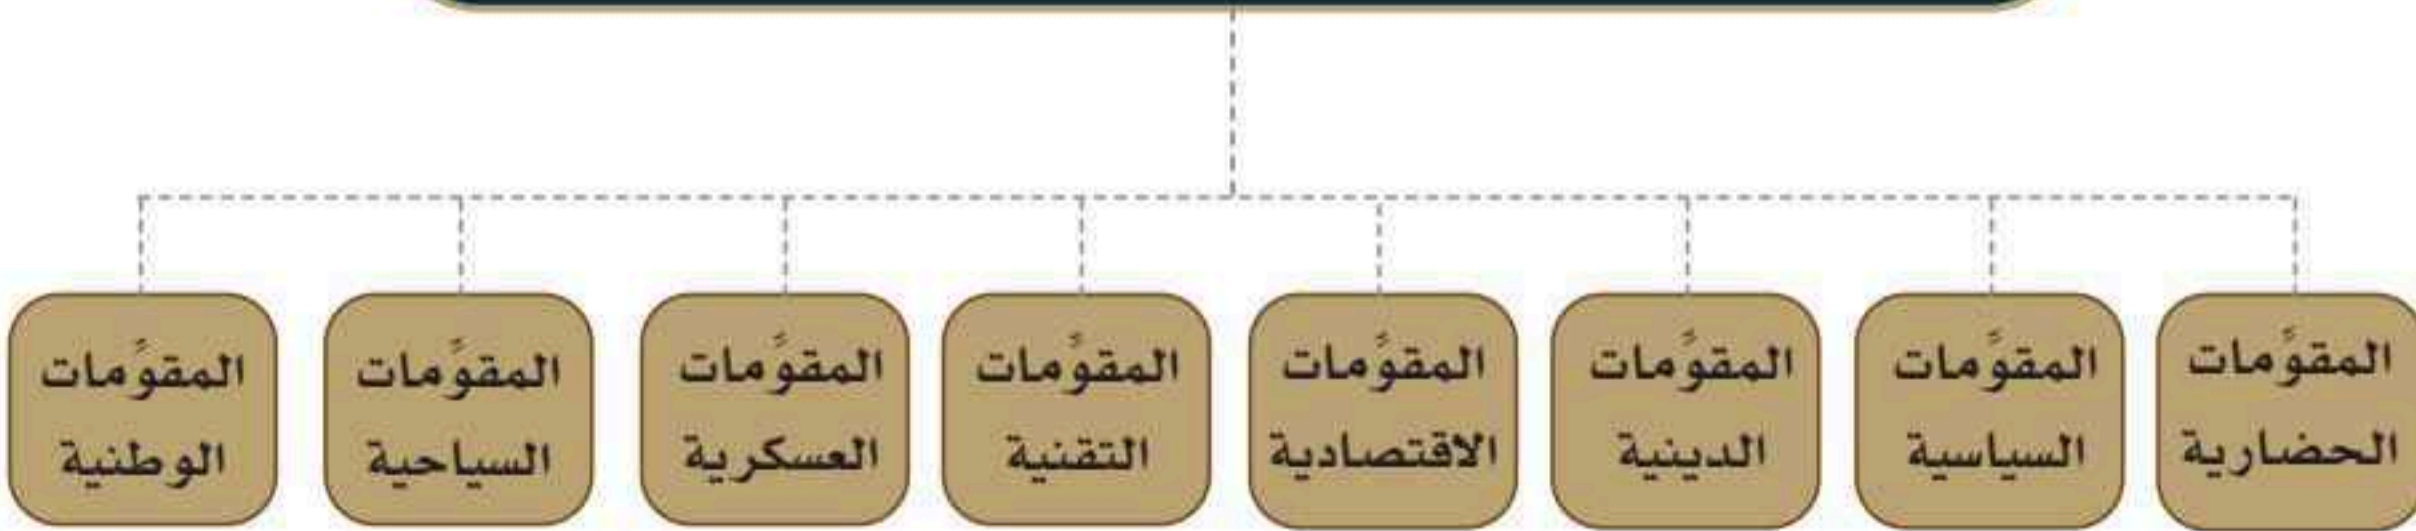 المقوّمات
الحضارية
المقوّمات
السياسية
المقوّمات
الدينية
المقوّمات
الاقتصادية
المقوّمات
التقنية
المقوّمات
العسكرية
المقوّمات
السياحية
المقوّمات
الوطنية